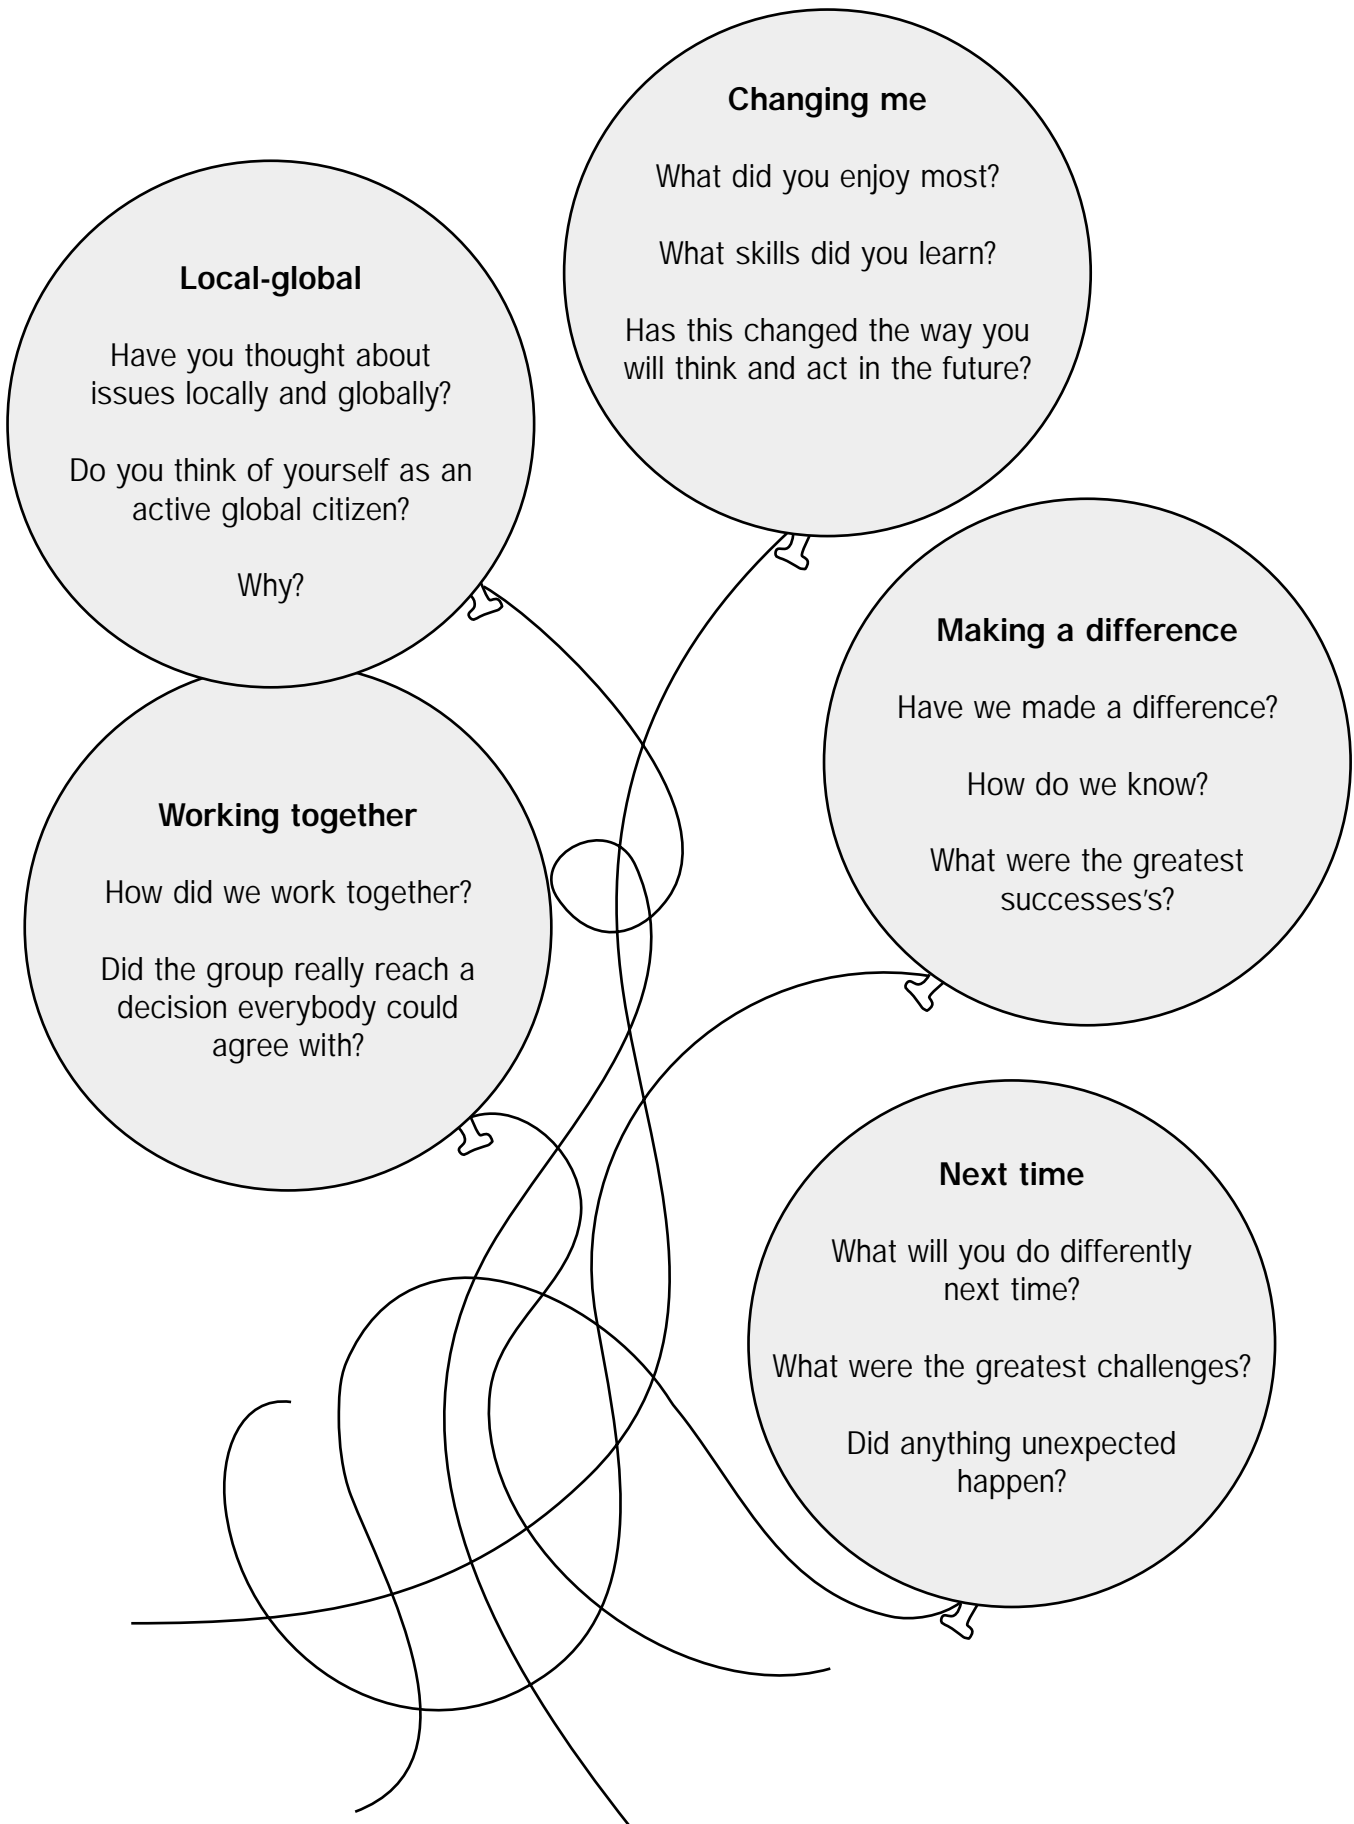 Changing me
What did you enjoy most?
What skills did you learn?
Has this changed the way you
will think and act in the future?
Local-global
Have you thought about
issues locally and globally?
Do you think of yourself as an
active global citizen?
Why?
Making a difference
Have we made a difference?
How do we know?
What were the greatest
successes's?
Working together
How did we work together?
Did the group really reach a
decision everybody could
agree with?
Next time
What will you do differently
next time?
What were the greatest challenges?
Did anything unexpected
happen?